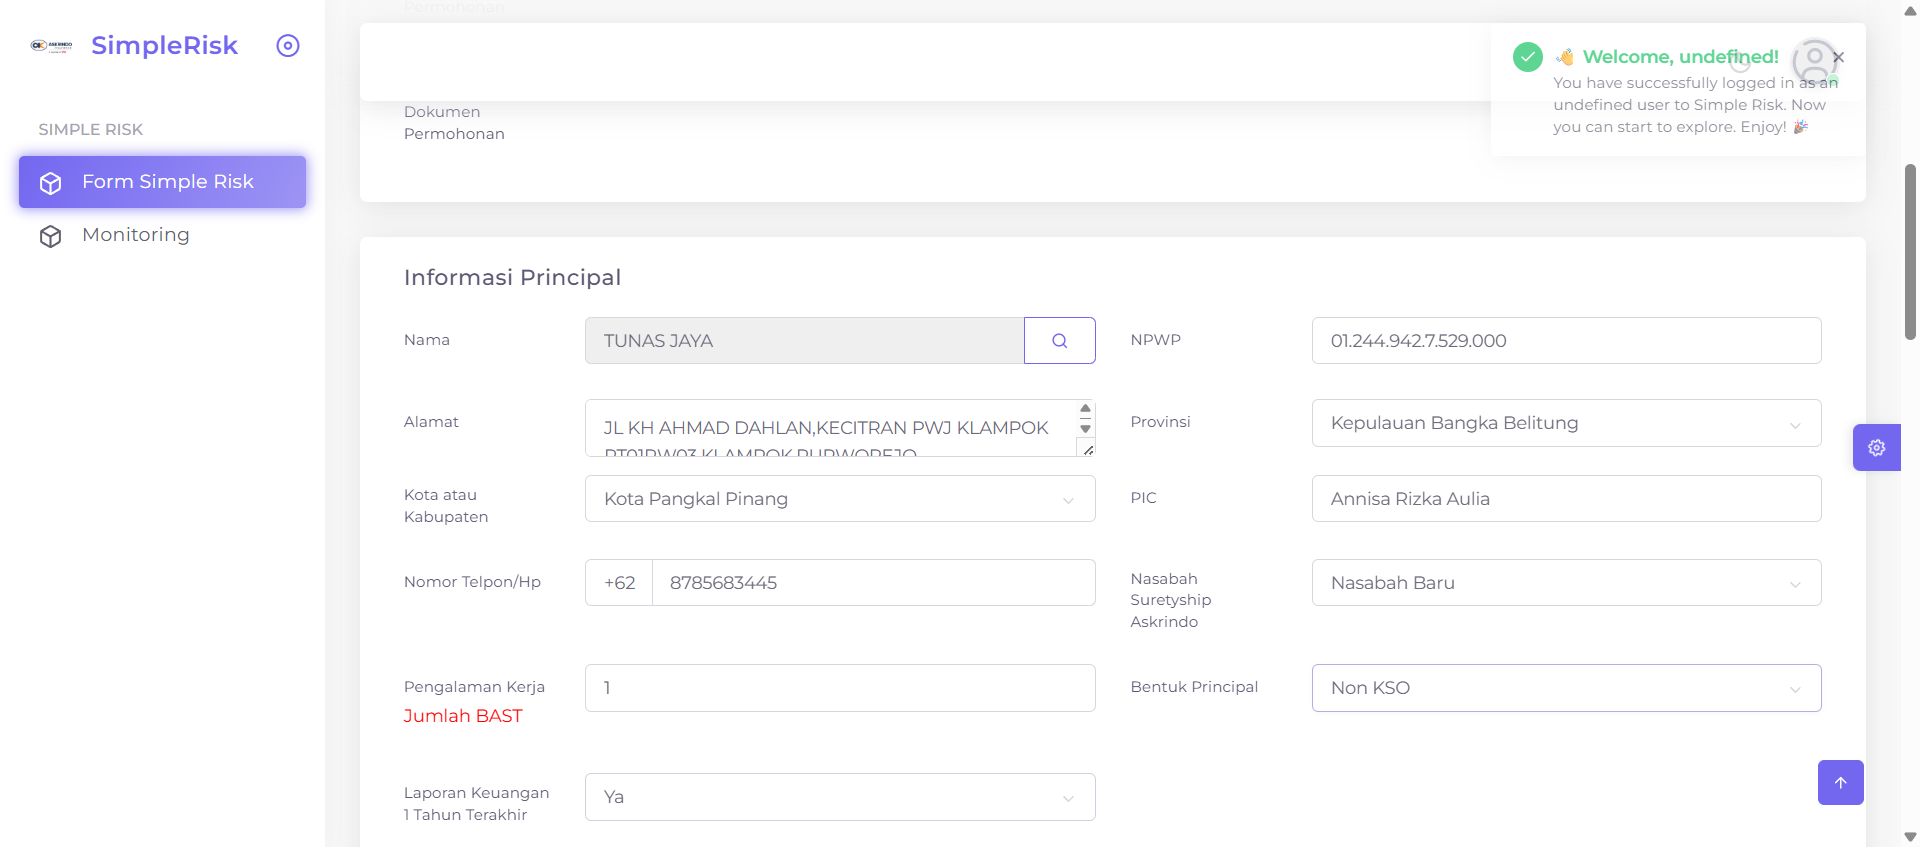 SimpleRisk
SIMPLE RISK
Form Simple Risk
Monitoring
Permohonan
Welcome, undefined!
You have successfully logged in as an
undefined user to Simple Risk. Now
you can start to explore. Enjoy!
Dokumen
Permohonan
Informasi Principal
Nama
TUNAS JAYA
NPWP
01.244.942.7.529.000
Alamat
JL KH AHMAD DAHLAN,KECITRAN PWJ KLAMPOK
RT01RW03 KLAMPOK,PURWOREJO
Provinsi
Kepulauan Bangka Belitung
Kota atau
Kabupaten
Kota Pangkal Pinang
PIC
Annisa Rizka Aulia
Nomor Telpon/Hp
+62
8785683445
Nasabah
Suretyship
Askrindo
Nasabah Baru
Pengalaman Kerja
Jumlah BAST
1
Bentuk Principal
Non KSO
Laporan Keuangan
1 Tahun Terakhir
Ya